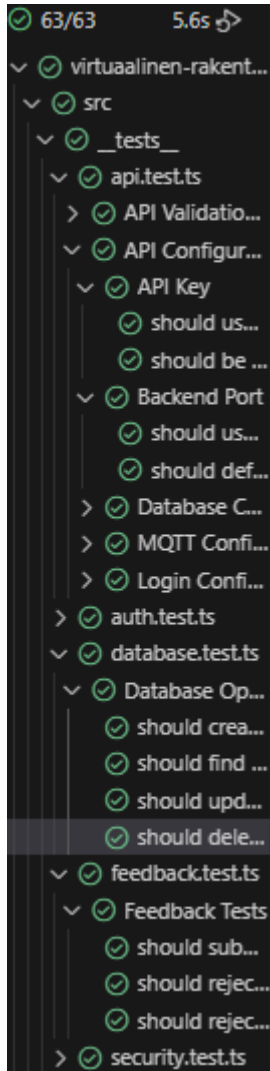 63/63 5.6s
virtuaalinen-rakent...
src
__tests__
api.test.ts
API Validatio...
API Configur...
API Key
should us...
should be ...
Backend Port
should us...
should def...
Database C...
MQTT Confi...
Login Confi...
auth.test.ts
database.test.ts
Database Op...
should crea...
should find ...
should upd...
should dele...
feedback.test.ts
Feedback Tests
should sub...
should rejec...
should rejec...
security.test.ts